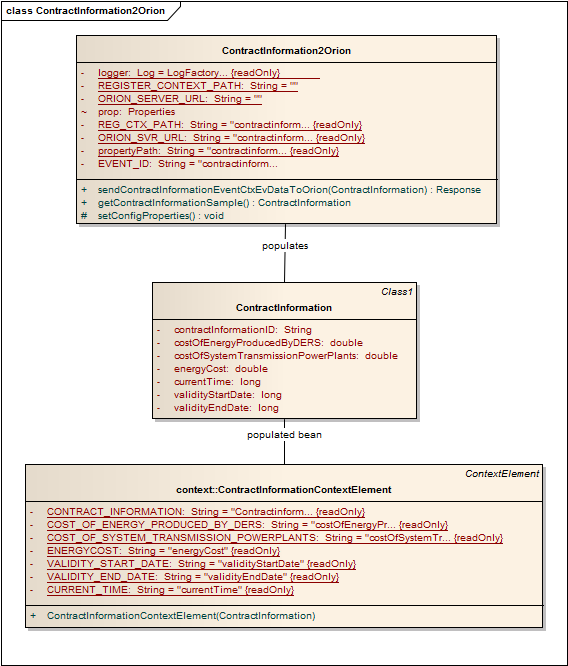 class ContractInformation2Orion
ContractInformation2Orion
- logger: Log = LogFactory... {readOnly}
- REGISTER_CONTEXT_PATH: String = ""
- ORION_SERVER_URL: String = ""
~ prop: Properties
- REG_CTX_PATH: String = "contractinform... {readOnly}
- ORION_SVR_URL: String = "contractinform... {readOnly}
- propertyPath: String = "contractinform... {readOnly}
- EVENT_ID: String = "contractinform...
+ sendContractInformationEventCtxEvDataToOrion(ContractInformation) : Response
+ getContractInformationSample() : ContractInformation
# setConfigProperties() : void
populates
Class1
ContractInformation
- contractInformationID: String
- costOfEnergyProducedByDERS: double
- costOfSystemTransmissionPowerPlants: double
- energyCost: double
- currentTime: long
- validityStartDate: long
- validityEndDate: long
populated bean
ContextElement
context::ContractInformationContextElement
- CONTRACT_INFORMATION: String = "ContractInform... {readOnly}
- COST_OF_ENERGY_PRODUCED_BY_DERS: String = "costOfEnergyPr... {readOnly}
- COST_OF_SYSTEM_TRANSMISSION_POWERPLANTS: String = "costOfSystemTr... {readOnly}
- ENERGYCOST: String = "energyCost" {readOnly}
- VALIDITY_START_DATE: String = "validityStartDate" {readOnly}
- VALIDITY_END_DATE: String = "validityEndDate" {readOnly}
- CURRENT_TIME: String = "currentTime" {readOnly}
+ ContractInformationContextElement(ContractInformation)